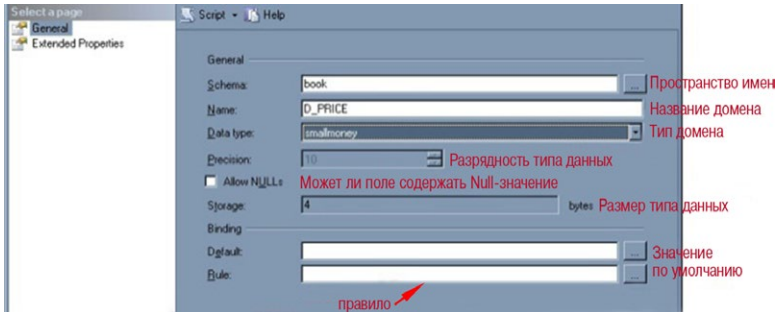 Select a page
General
Extended Properties
Script Help
General
Schema: book ... Пространство имен
Name: D_PRICE Название домена
Data type: smallmoney Тип домена
Precision: 10 Разрядность типа данных
Allow NULLs Может ли поле содержать Null-значение
Storage: 4 bytes Размер типа данных
Binding
Default: ... Значение
Rule: ... по умолчанию
правило